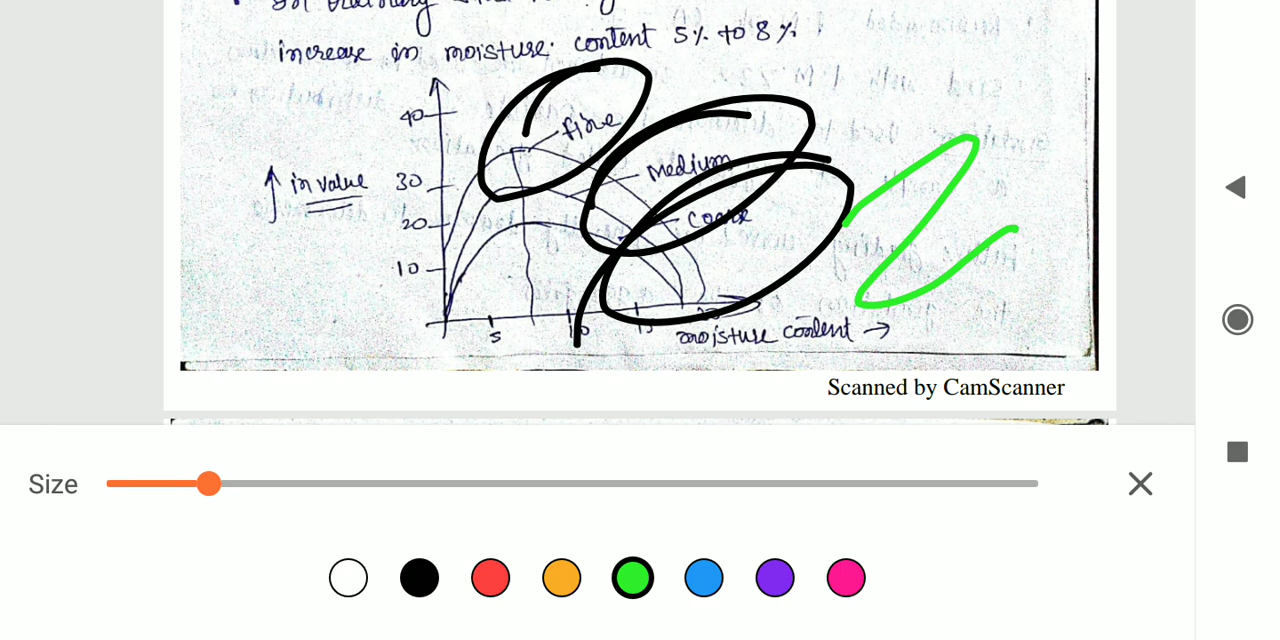 increase in moisture content 5% to 8%
40
fine
Medium
in value
30
coarse
20
10
5
10
15
20
moisture content →
Scanned by CamScanner
Size